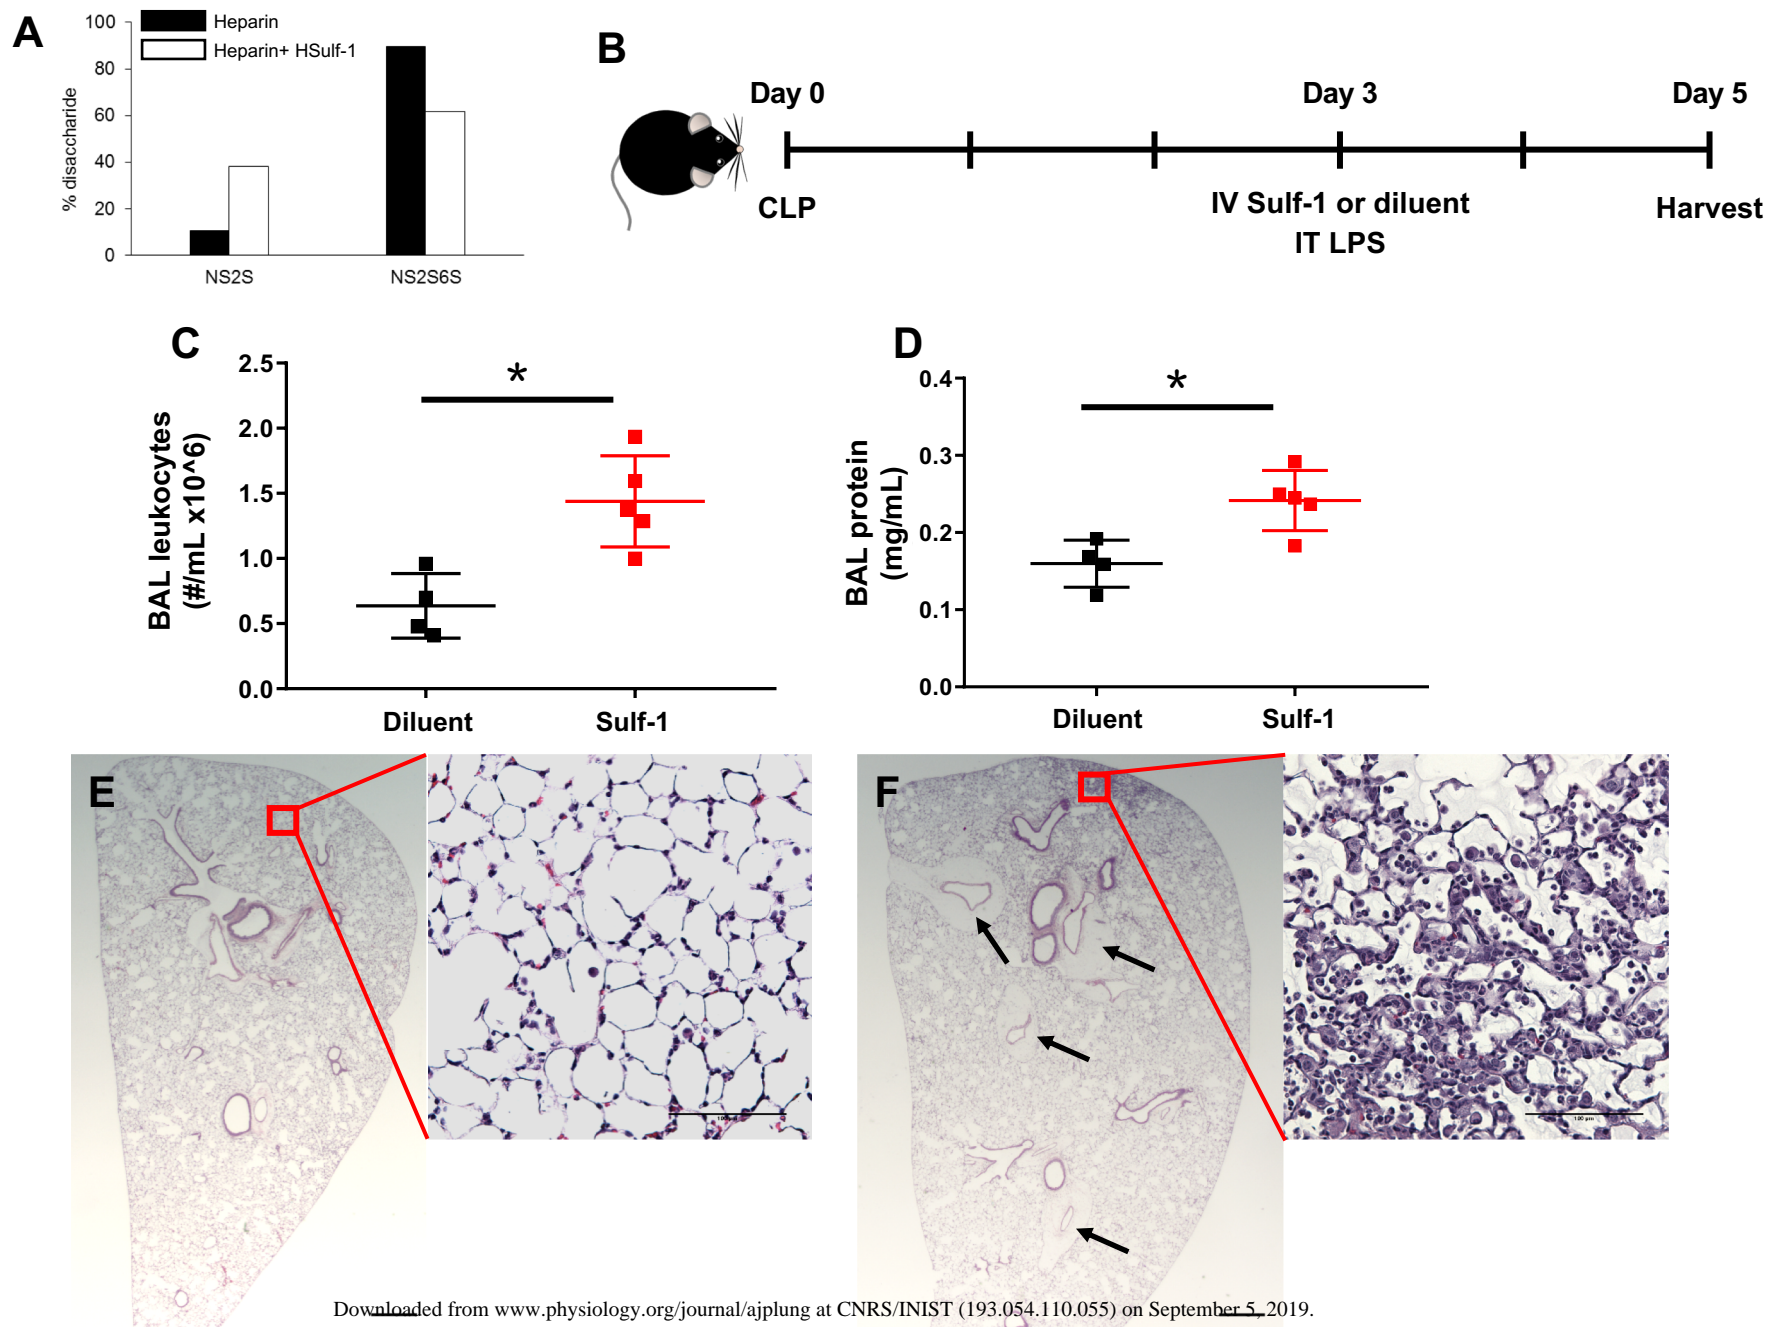 A
100
80
60
40
20
0
% disaccharide
Heparin
Heparin+ HSulf-1
NS2S
NS2S6S
B
Day 0
Day 3
Day 5
CLP
IV Sulf-1 or diluent
IT LPS
Harvest
C
2.5
2.0
1.5
1.0
0.5
0.0
BAL leukocytes
(#/mL x10^6)
*
Diluent
Sulf-1
D
0.4
0.3
0.2
0.1
0.0
BAL protein
(mg/mL)
*
Diluent
Sulf-1
E
F
100 µm
Downloaded from www.physiology.org/journal/ajplung at CNRS/INIST (193.054.110.055) on September 5, 2019.